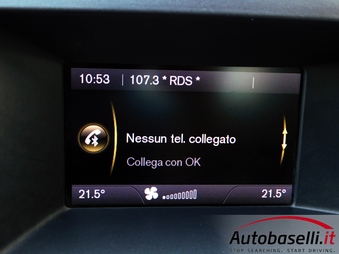 10:53 | 107.3 * RDS * |
Nessun tel. collegato
Collega con OK
21.5° 21.5°
Autobaselli.it
STOP SEARCHING. START DRIVING.